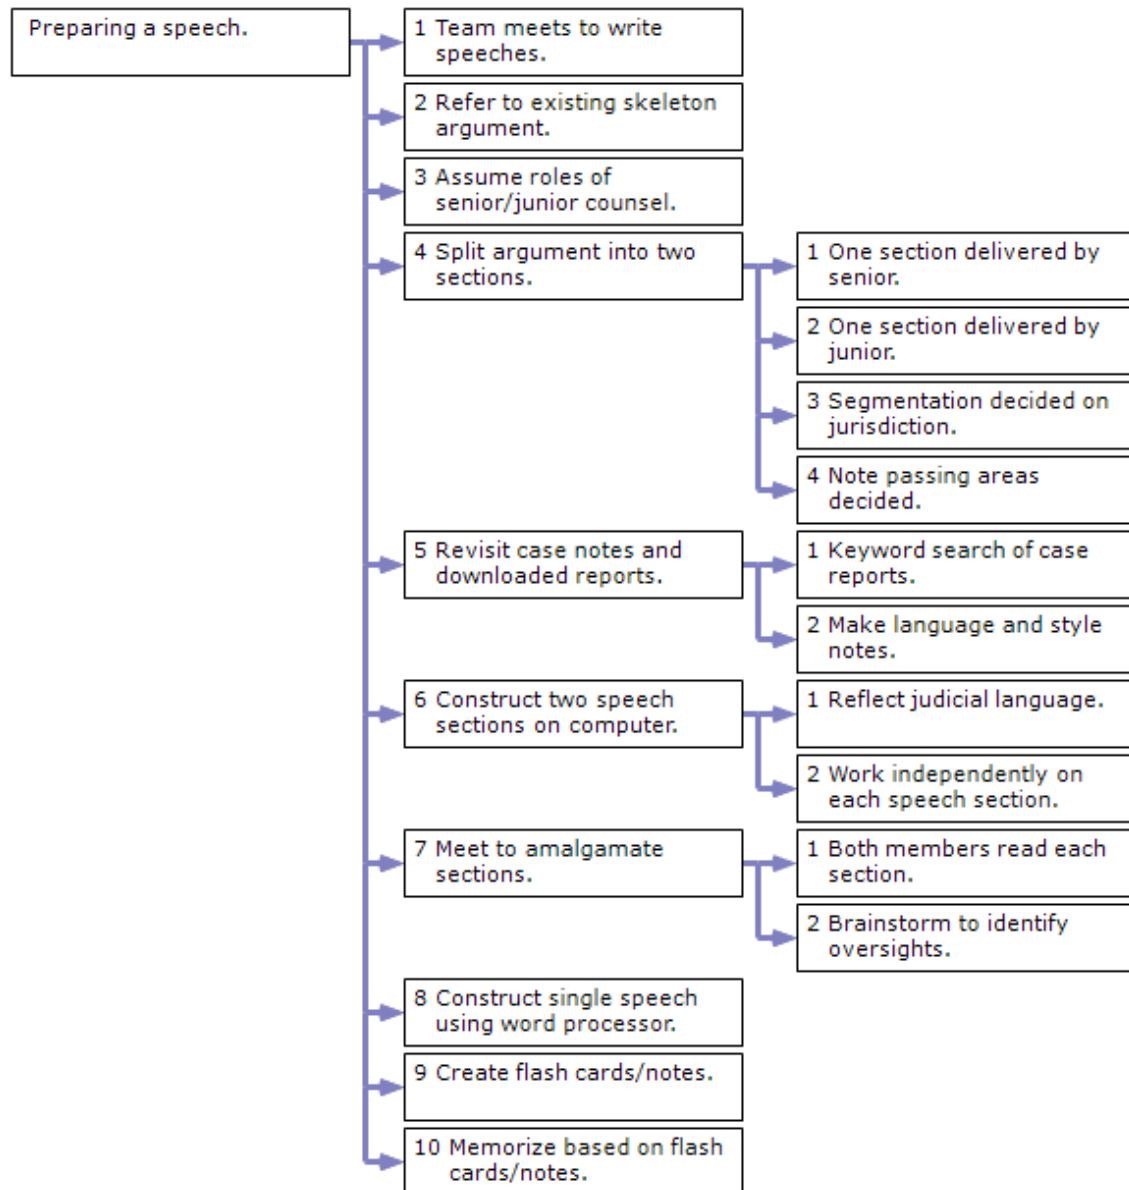 Preparing a speech.
1 Team meets to write
speeches.
2 Refer to existing skeleton
argument.
3 Assume roles of
senior/junior counsel.
4 Split argument into two
sections.
1 One section delivered by
senior.
2 One section delivered by
junior.
3 Segmentation decided on
jurisdiction.
4 Note passing areas
decided.
5 Revisit case notes and
downloaded reports.
1 Keyword search of case
reports.
2 Make language and style
notes.
6 Construct two speech
sections on computer.
1 Reflect judicial language.
2 Work independently on
each speech section.
7 Meet to amalgamate
sections.
1 Both members read each
section.
2 Brainstorm to identify
oversights.
8 Construct single speech
using word processor.
9 Create flash cards/notes.
10 Memorize based on flash
cards/notes.